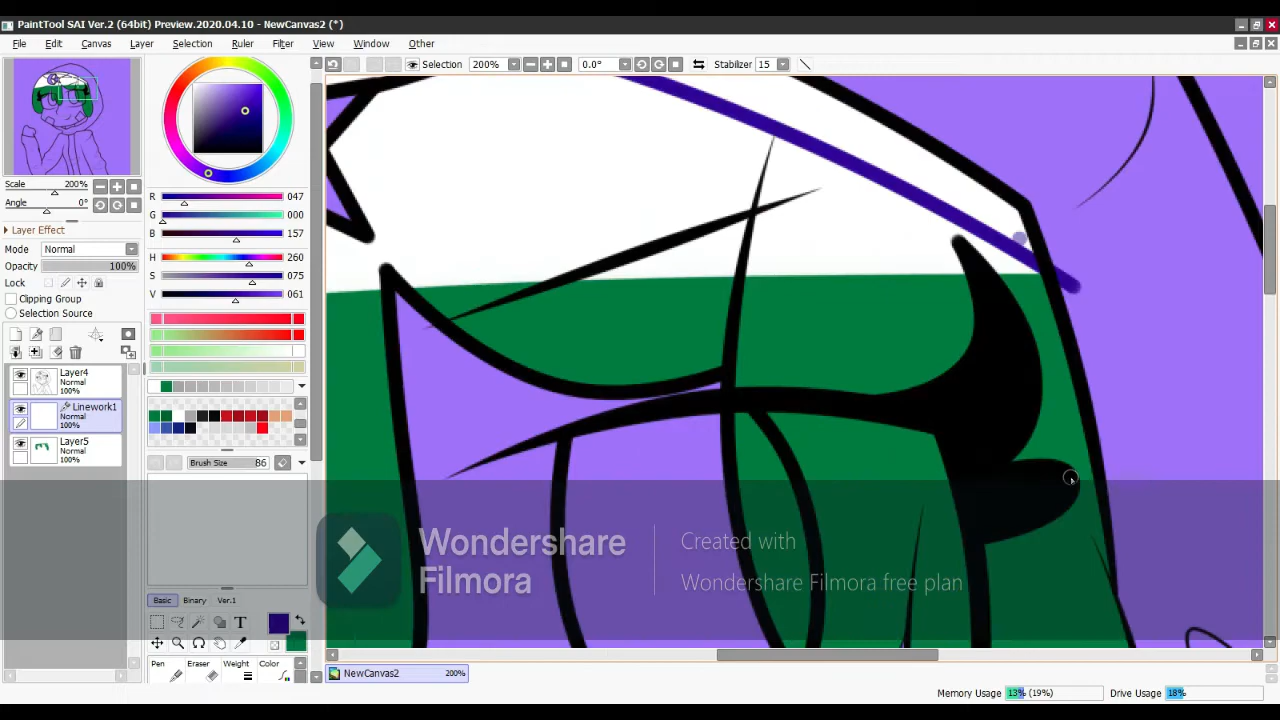 PaintTool SAI Ver.2 (64bit) Preview.2020.04.10 - NewCanvas2 (*)
File Edit Canvas Layer Selection Ruler Filter View Window Other
Selection 200% 0.0° Stabilizer 15
Scale 200%
Angle 0°
Layer Effect
Mode Normal
Opacity 100%
Lock
Clipping Group
Selection Source
Layer4
Normal
100%
Linework1
Normal
100%
Layer5
Normal
100%
R 047
G 000
B 157
H 260
S 075
V 061
Brush Size B6
Basic Binary Ver.1
T
Pen Eraser Weight Color
Wondershare
Filmora
Created with
Wondershare Filmora free plan
NewCanvas2 200%
Memory Usage 13% (19%) Drive Usage 18%